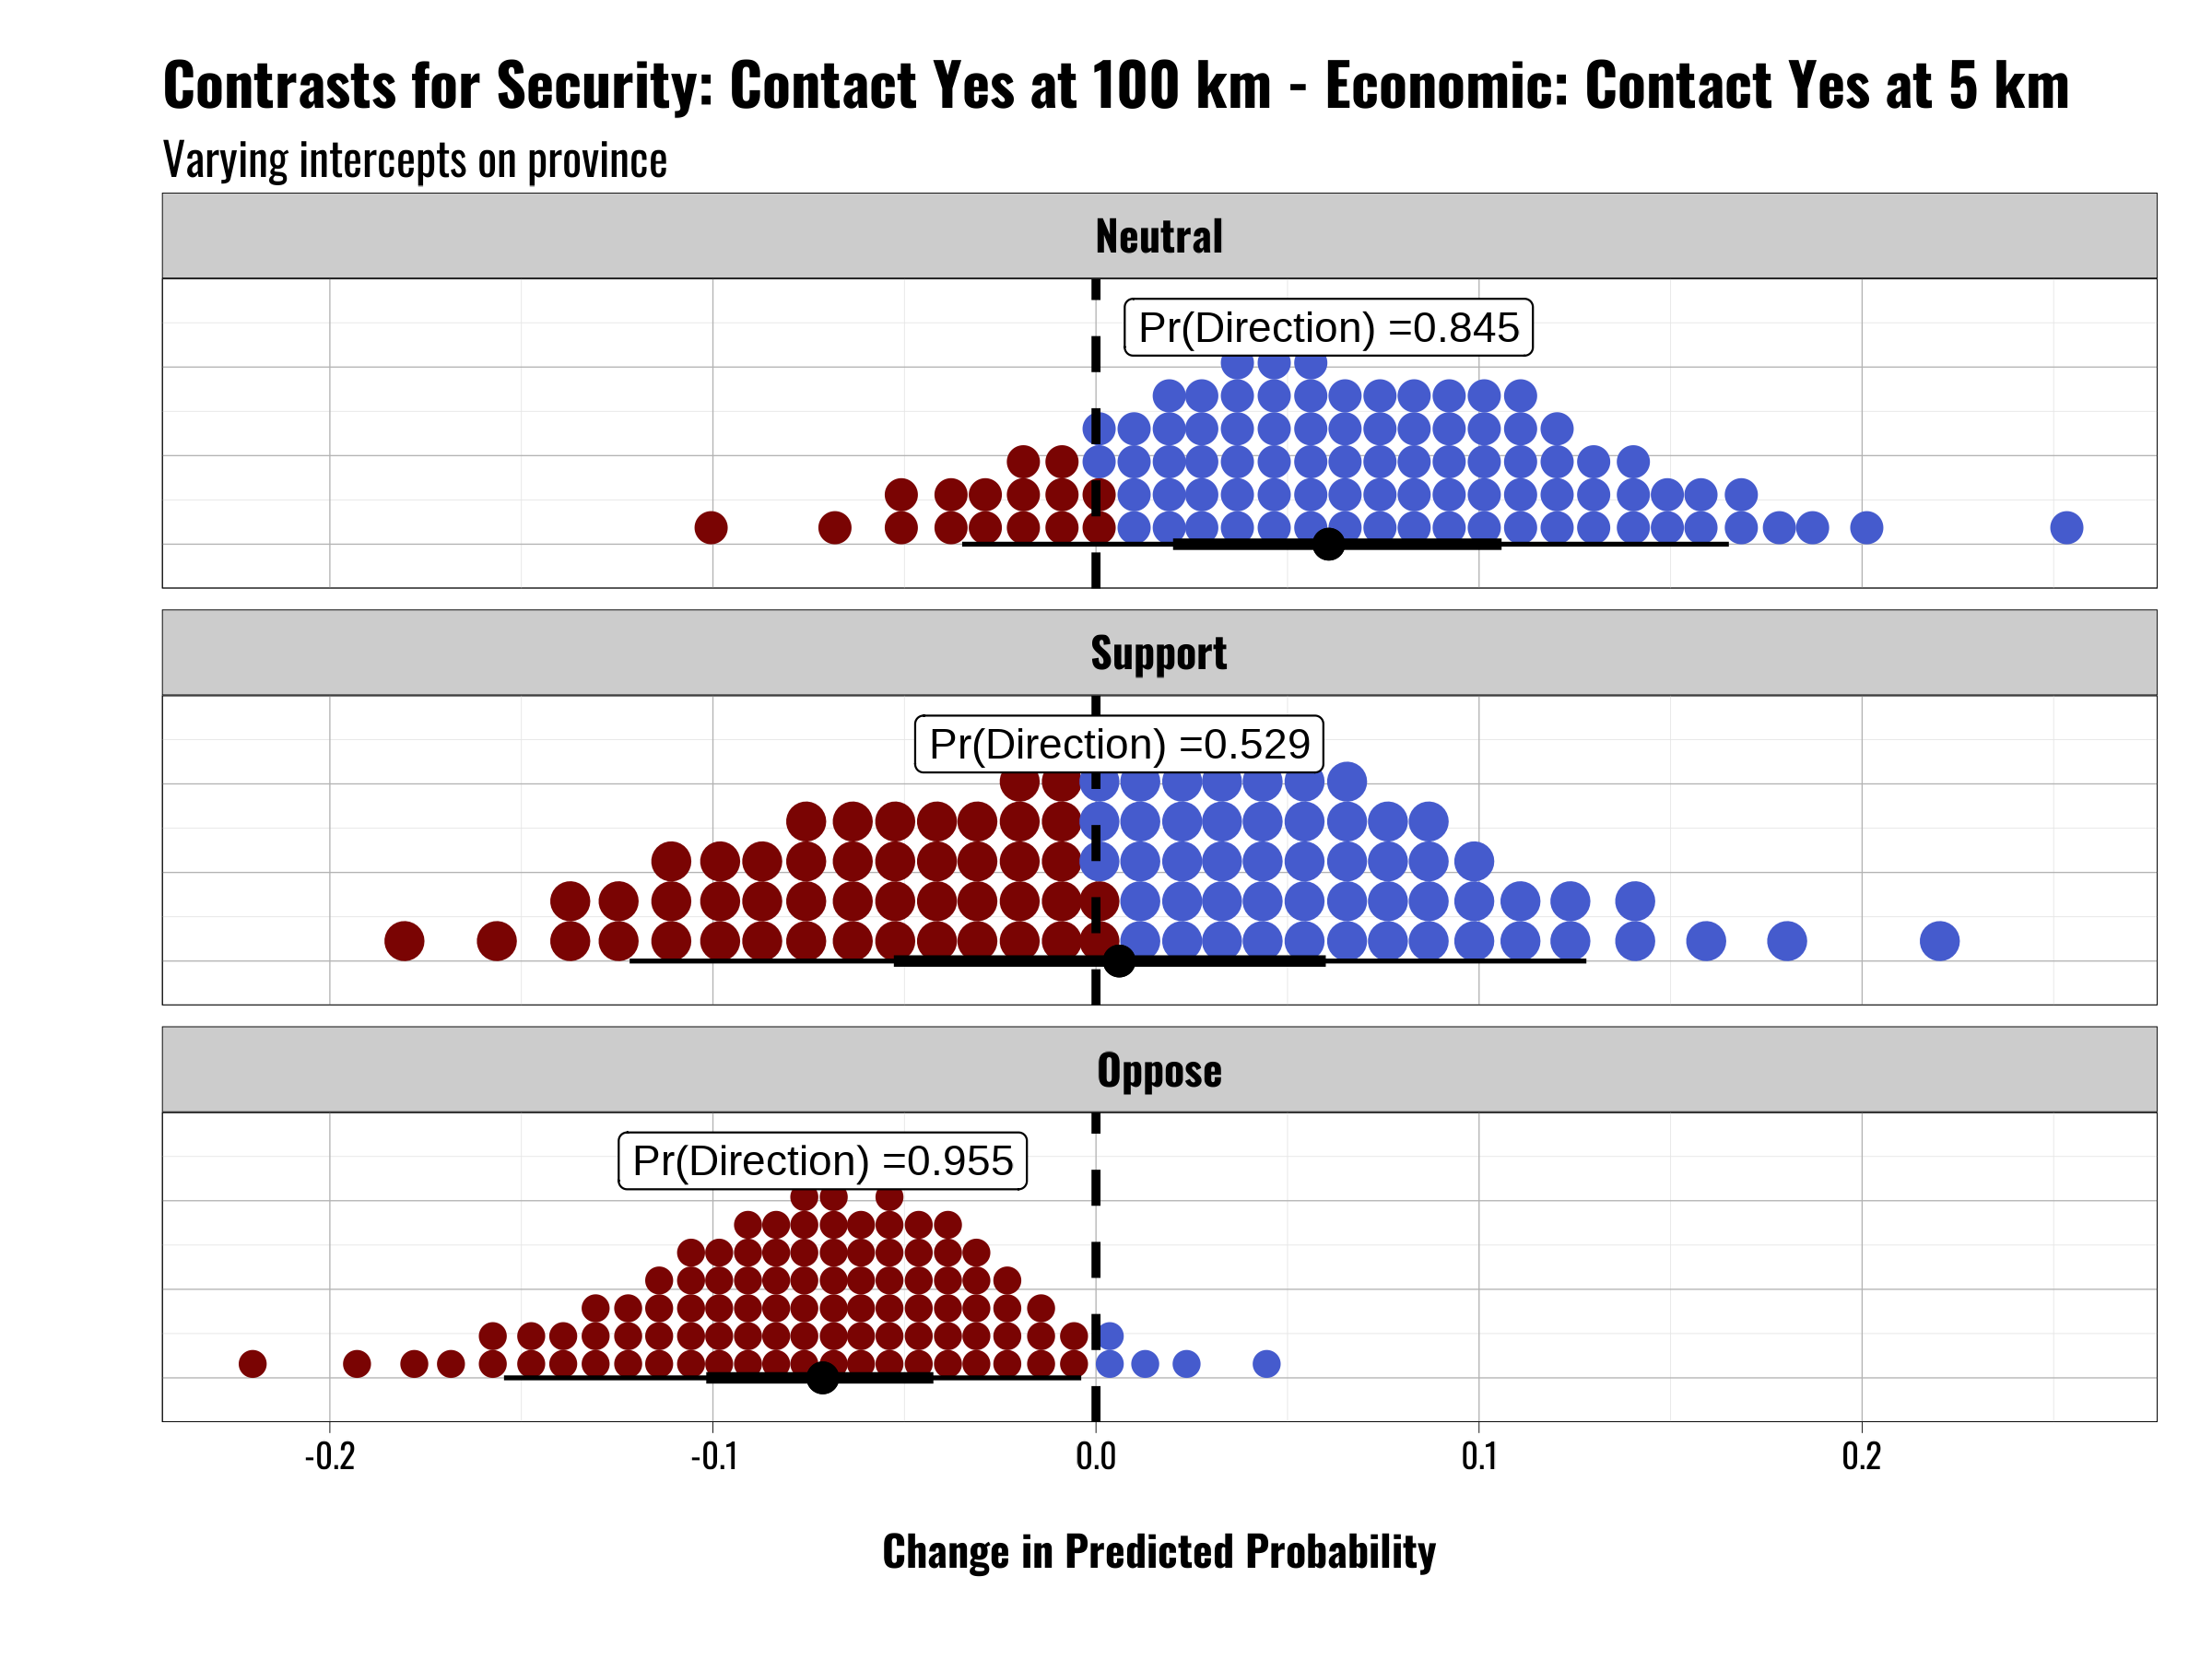 Contrasts for Security: Contact Yes at 100 km - Economic: Contact Yes at 5 km
Varying intercepts on province
Neutral
Pr(Direction) =0.845
Support
Pr(Direction) =0.529
Oppose
Pr(Direction) =0.955
-0.2 -0.1 0.0 0.1 0.2
Change in Predicted Probability